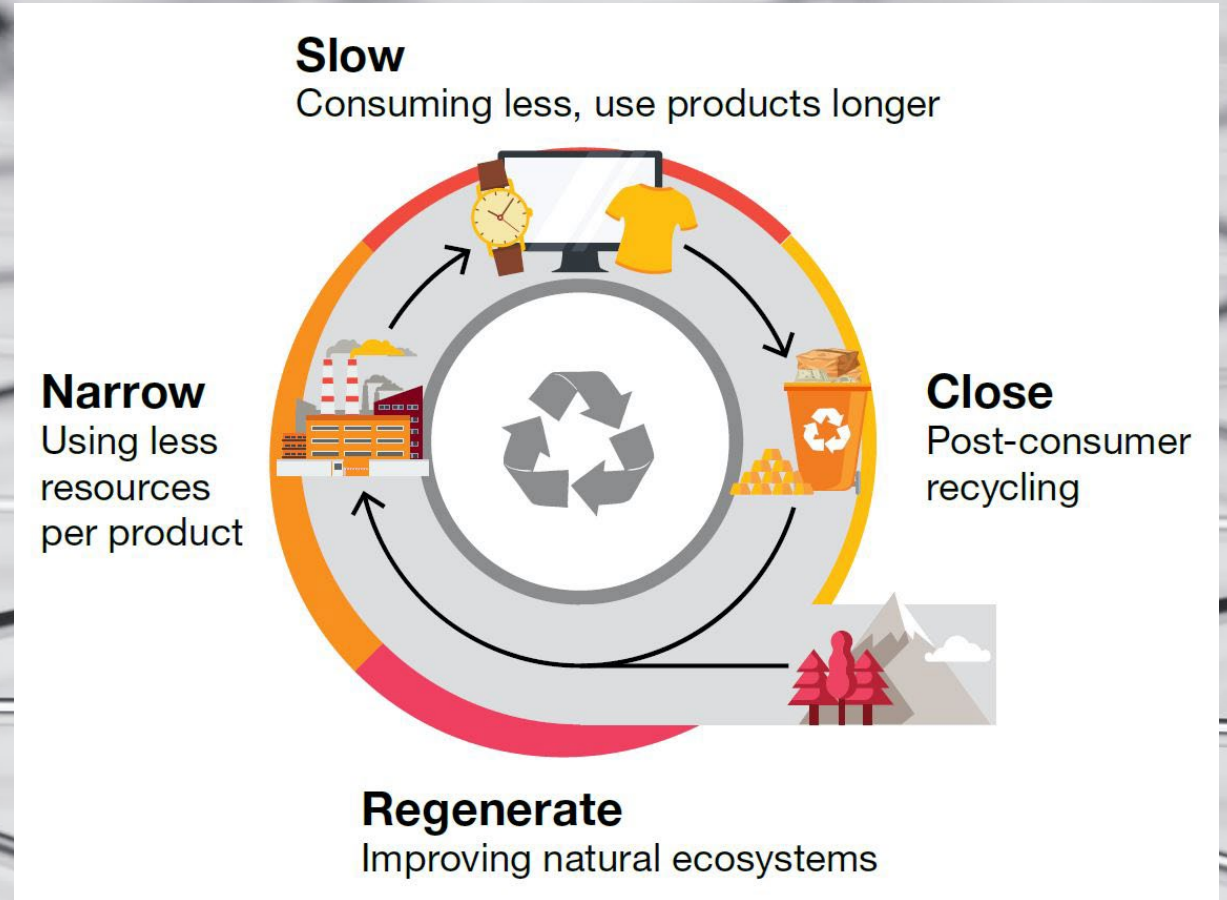 Slow
Consuming less, use products longer
Narrow
Using less
resources
per product
Close
Post-consumer
recycling
Regenerate
Improving natural ecosystems